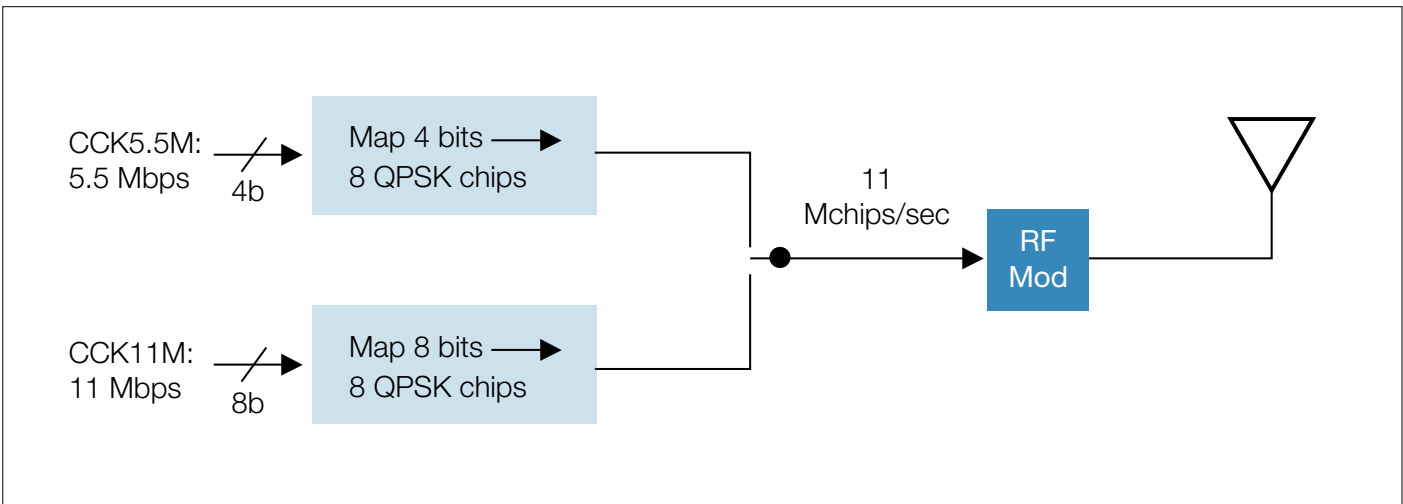 CCK5.5M:
5.5 Mbps
4b
Map 4 bits
8 QPSK chips
11
Mchips/sec
RF
Mod
CCK11M:
11 Mbps
8b
Map 8 bits
8 QPSK chips